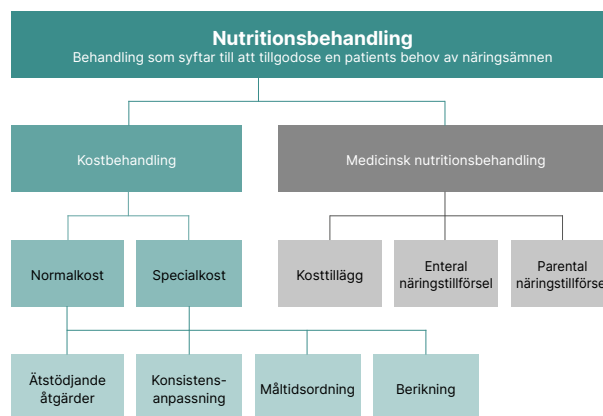 Nutritionsbehandling
Behandling som syftar till att tillgodose en patients behov av näringsämnen
Kostbehandling
Medicinsk nutritionsbehandling
Normalkost
Specialkost
Kosttillägg
Enteral
näringstillförsel
Parental
näringstillförsel
Ätstödjande
åtgärder
Konsistens-
anpassning
Måltidsordning
Berikning